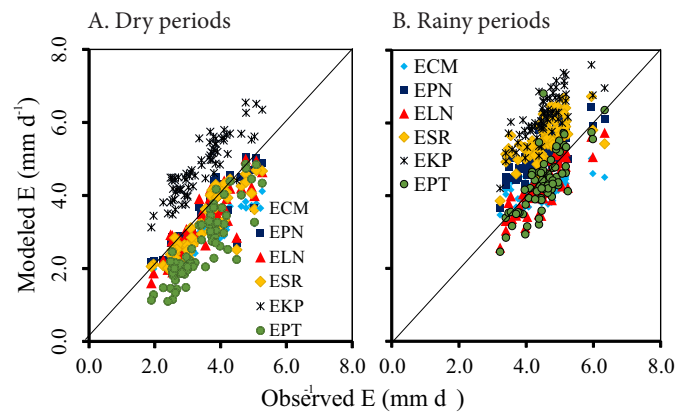 A. Dry periods
B. Rainy periods
8.0
6.0
4.0
2.0
0.0
Modeled E (mm d⁻¹)
ECM
EPN
ELN
ESR
EKP
EPT
ECM
EPN
ELN
ESR
EKP
EPT
0.0 2.0 4.0 6.0 8.0
0.0 2.0 4.0 6.0 8.0
Observed E (mm d⁻¹)